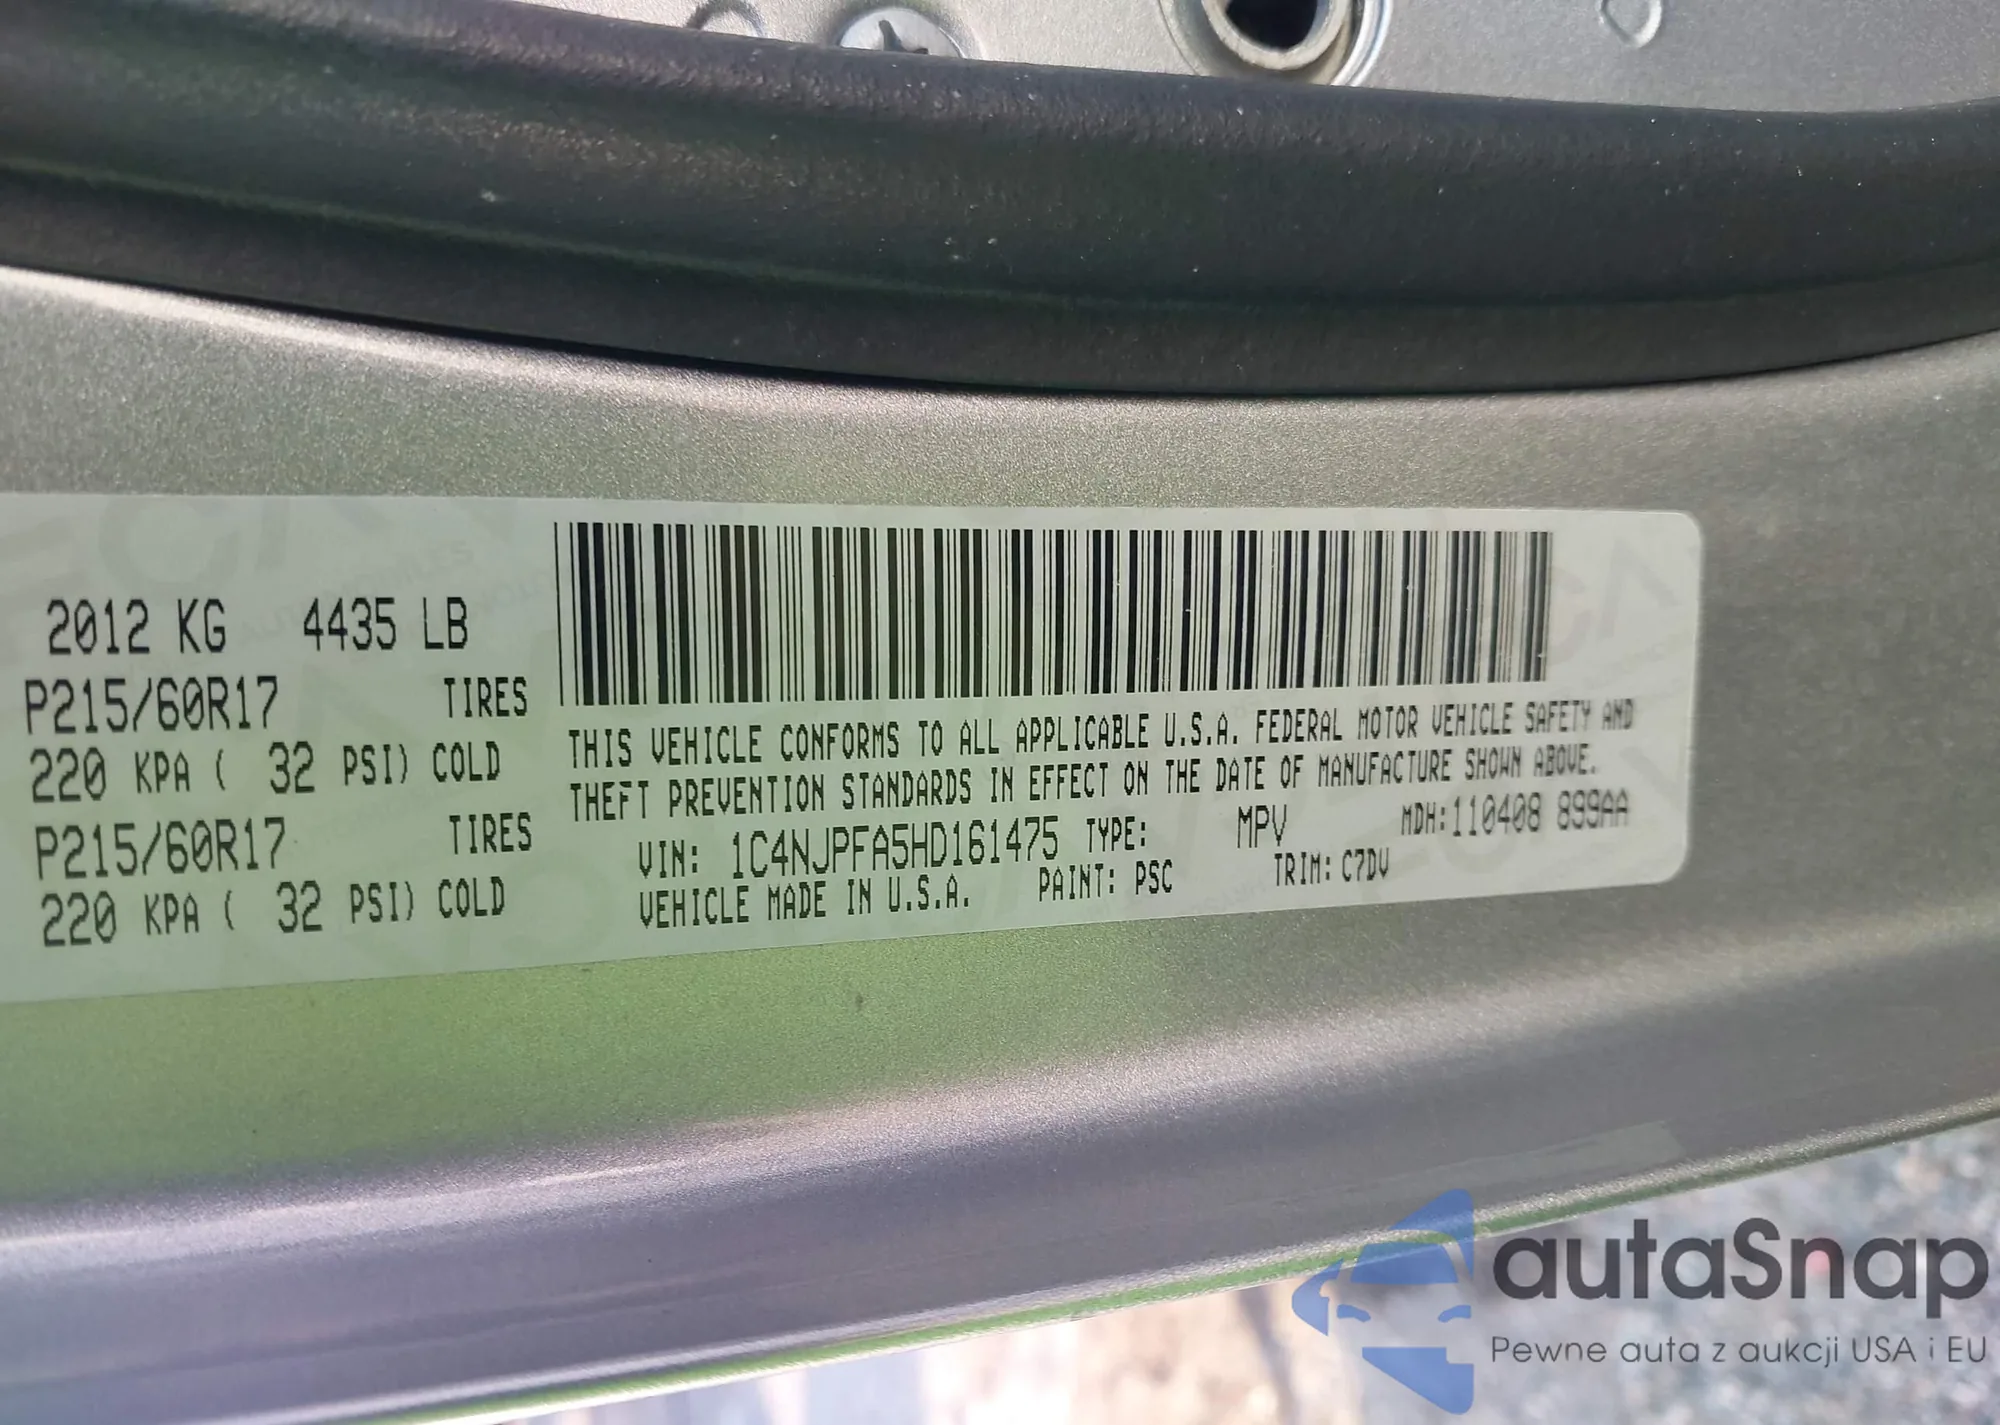 2012 KG 4435 LB
P215/60R17 TIRES
220 KPA ( 32 PSI) COLD
P215/60R17 TIRES
220 KPA ( 32 PSI) COLD
THIS VEHICLE CONFORMS TO ALL APPLICABLE U.S.A. FEDERAL MOTOR VEHICLE SAFETY AND
THEFT PREVENTION STANDARDS IN EFFECT ON THE DATE OF MANUFACTURE SHOWN ABOVE.
VIN: 1C4NJPFA5HD161475 TYPE: MPV MDH:110408 899AA
VEHICLE MADE IN U.S.A. PAINT: PSC TRIM: C7DV
autaSnap
Pewne auta z aukcji USA i EU